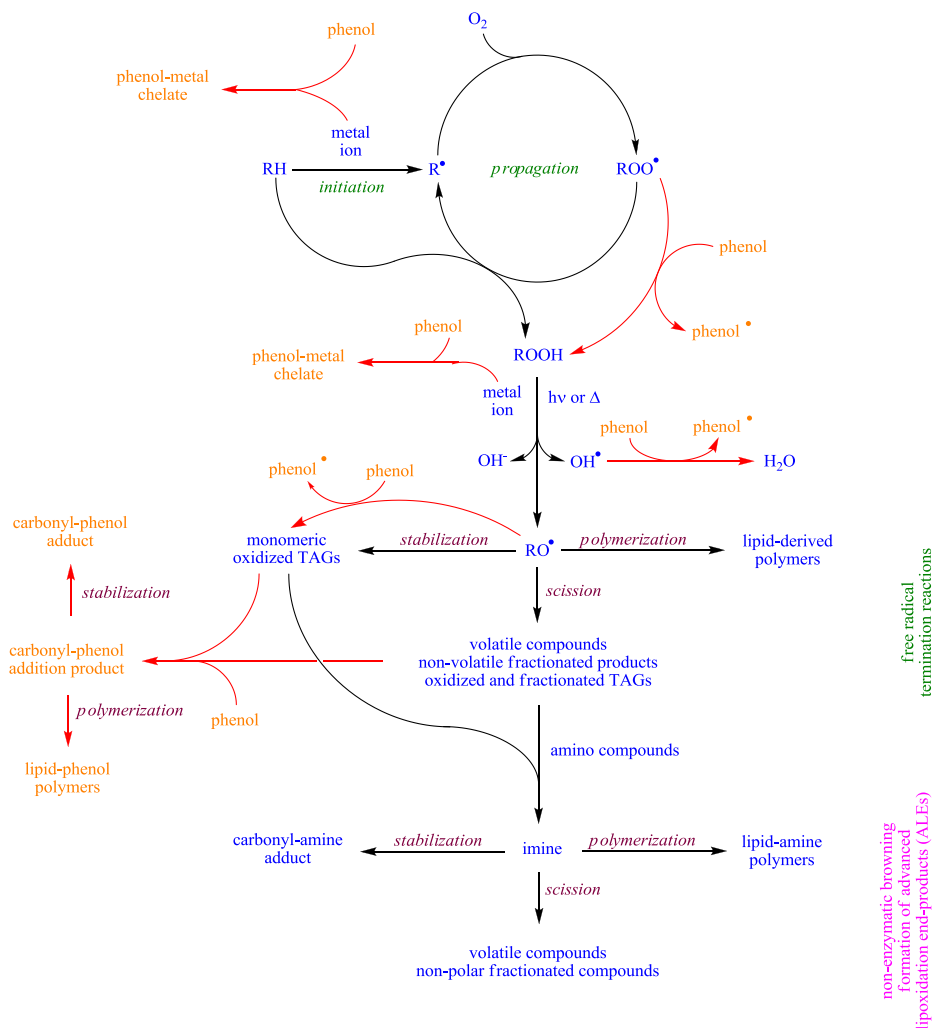 O2
phenol
phenol-metal
chelate
metal
ion
RH
initiation
R•
propagation
ROO•
phenol
phenol •
phenol
phenol-metal
chelate
ROOH
metal
ion
hν or Δ
phenol
phenol •
OH-
OH•
H2O
phenol •
phenol
carbonyl-phenol
adduct
monomeric
oxidized TAGs
stabilization
RO•
polymerization
lipid-derived
polymers
stabilization
scission
carbonyl-phenol
addition product
volatile compounds
non-volatile fractionated products
oxidized and fractionated TAGs
polymerization
phenol
lipid-phenol
polymers
amino compounds
carbonyl-amine
adduct
stabilization
imine
polymerization
lipid-amine
polymers
scission
volatile compounds
non-polar fractionated compounds
free radical
termination reactions
non-enzymatic browning
formation of advanced
lipoxidation end-products (ALEs)